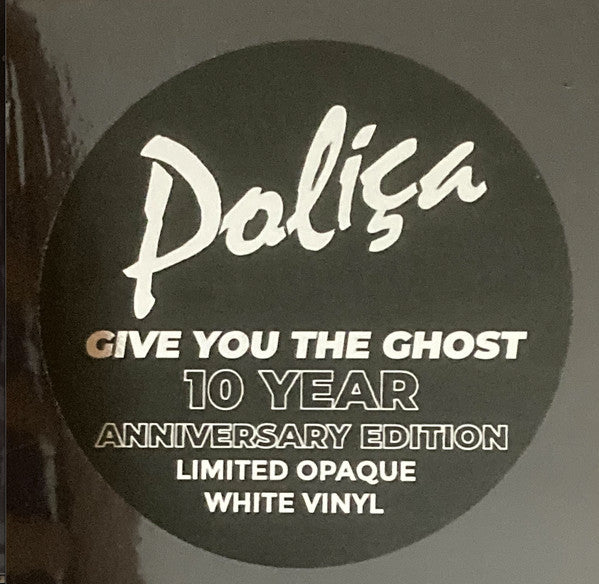 Poliça
GIVE YOU THE GHOST
10 YEAR
ANNIVERSARY EDITION
LIMITED OPAQUE
WHITE VINYL